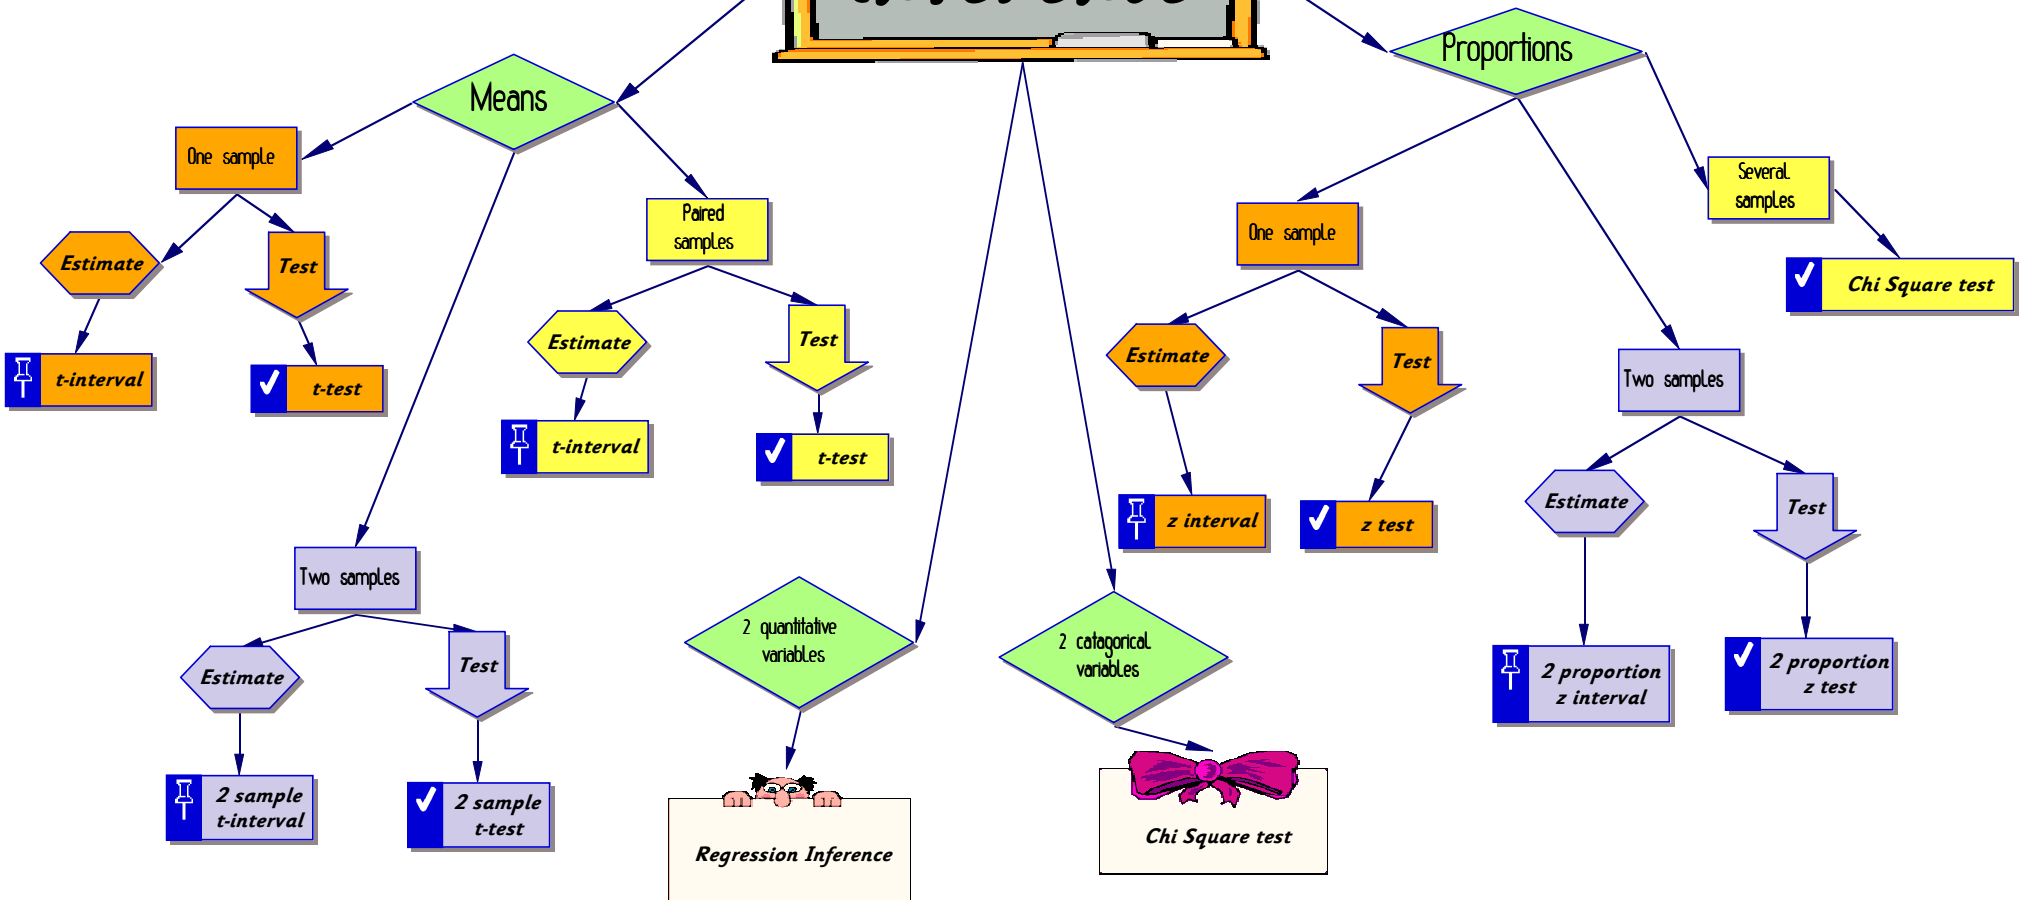 Proportions
Means
One sample
Several
samples
Paired
samples
One sample
Estimate
Test
Chi Square test
Estimate
Test
Estimate
Test
t-interval
t-test
Two samples
t-interval
t-test
z interval
z test
Estimate
Test
Two samples
2 quantitative
variables
2 catagorical
variables
Estimate
Test
2 proportion
z interval
2 proportion
z test
2 sample
t-interval
2 sample
t-test
Chi Square test
Regression Inference